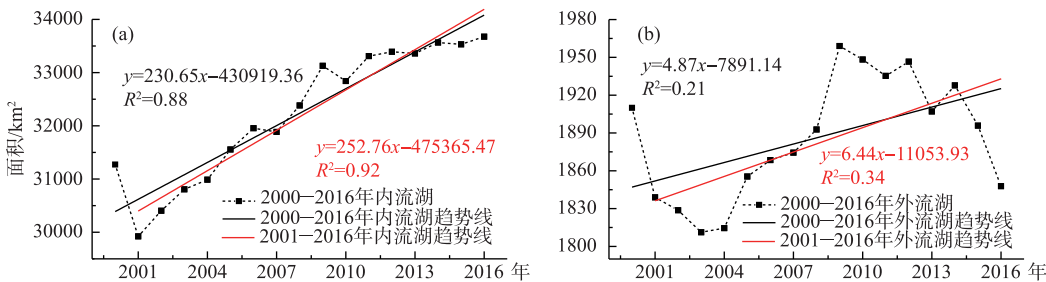 (a)
34000
33000
32000
31000
30000
面积/km²
y=230.65x−430919.36
R²=0.88
y=252.76x−475365.47
R²=0.92
2000−2016年内流湖
2000−2016年内流湖趋势线
2001−2016年内流湖趋势线
2001 2004 2007 2010 2013 2016 年
(b)
1980
1950
1920
1890
1860
1830
1800
y=4.87x−7891.14
R²=0.21
y=6.44x−11053.93
R²=0.34
2000−2016年外流湖
2000−2016年外流湖趋势线
2001−2016年外流湖趋势线
2001 2004 2007 2010 2013 2016 年